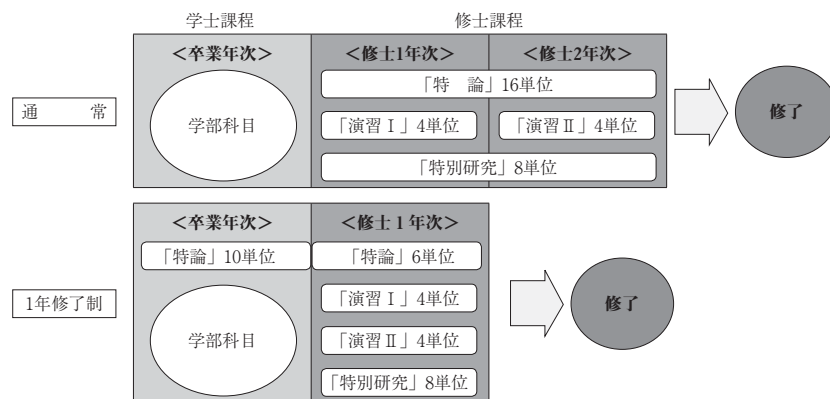 学士課程 修士課程
<卒業年次> <修士1年次> <修士2年次>
「特　論」16単位
通　　常 学部科目 「演習Ⅰ」4単位 「演習Ⅱ」4単位 修了
「特別研究」8単位
<卒業年次> <修士1年次>
「特論」10単位 「特論」6単位
1年修了制 「演習Ⅰ」4単位 修了
学部科目 「演習Ⅱ」4単位
「特別研究」8単位